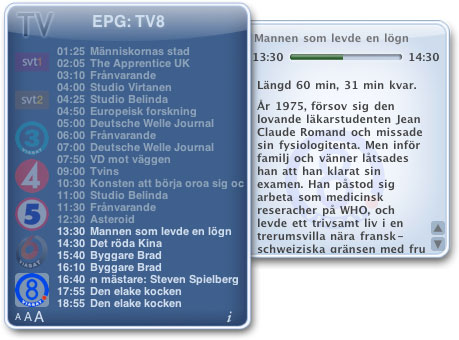 TV
EPG: TV8
01:25 Människornas stad
02:05 The Apprentice UK
03:10 Frånvarande
04:00 Studio Virtanen
04:25 Studio Belinda
04:50 Europeisk forskning
05:00 Deutsche Welle Journal
06:00 Frånvarande
07:00 Deutsche Welle Journal
07:50 VD mot väggen
09:00 Tvins
10:30 Konsten att börja oroa sig oc
11:00 Studio Belinda
11:30 Frånvarande
12:30 Asteroid
13:30 Mannen som levde en lögn
14:30 Det röda Kina
15:40 Byggare Brad
16:10 Byggare Brad
16:40 n mästare: Steven Spielberg
17:55 Den elake kocken
18:55 Den elake kocken
svt1
svt2
3
4
5
6
VIASAT
8
A A A
i
Mannen som levde en lögn
13:30 14:30
Längd 60 min, 31 min kvar.
År 1975, försov sig den
lovande läkarstudenten Jean
Claude Romand och missade
sin fysiologitenta. Men inför
familj och vänner låtsades
han att han klarat sin
examen. Han påstod sig
arbeta som medicinsk
reseracher på WHO, och
levde ett trivsamt liv i en
trerumsvilla nära fransk-
schweiziska gränsen med fru